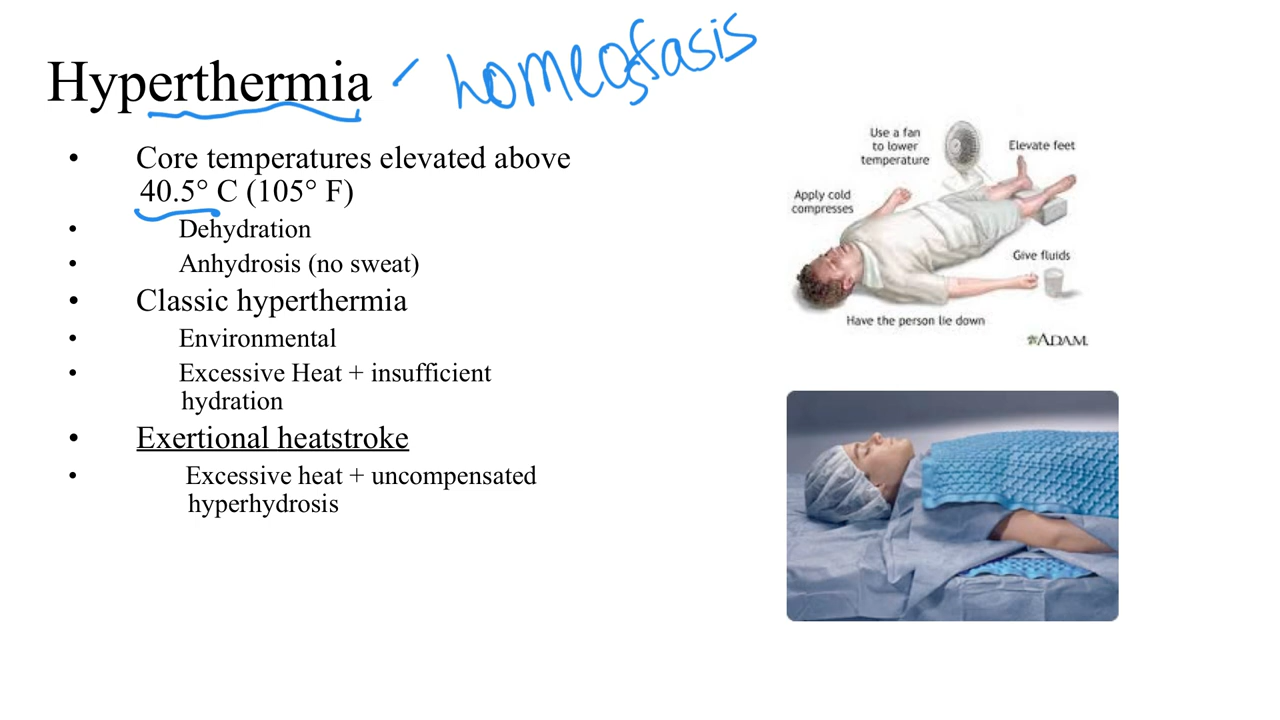 Hyperthermia - homeostasis
• Core temperatures elevated above
40.5° C (105° F)
• Dehydration
• Anhydrosis (no sweat)
• Classic hyperthermia
• Environmental
• Excessive Heat + insufficient
hydration
• Exertional heatstroke
• Excessive heat + uncompensated
hyperhydrosis
Use a fan
to lower
temperature
Elevate feet
Apply cold
compresses
Give fluids
Have the person lie down
ADAM.